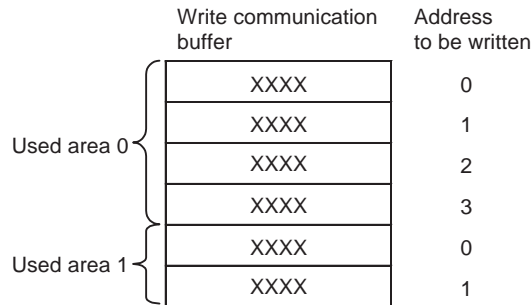 Write communication
buffer
Address
to be written
XXXX 0
XXXX 1
Used area 0
XXXX 2
XXXX 3
XXXX 0
Used area 1
XXXX 1